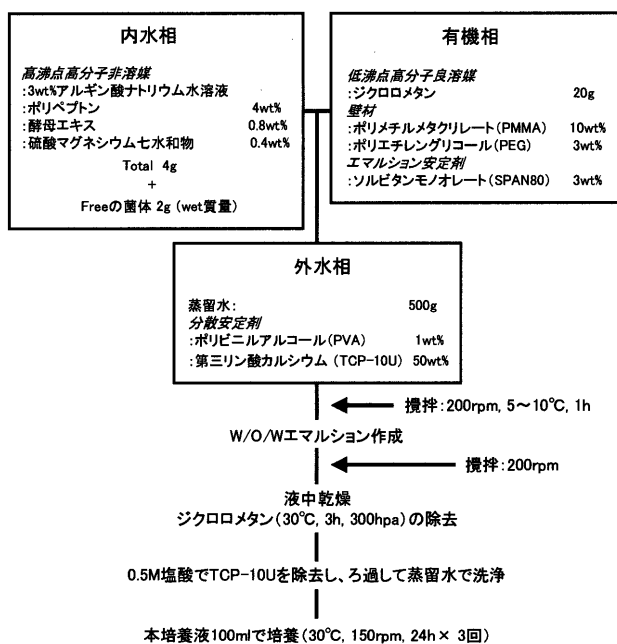 内水相
高沸点高分子非溶媒
:3wt%アルギン酸ナトリウム水溶液
:ポリペプトン 4wt%
:酵母エキス 0.8wt%
:硫酸マグネシウム七水和物 0.4wt%
Total 4g
+
Freeの菌体 2g (wet質量)
有機相
低沸点高分子良溶媒
:ジクロロメタン 20g
壁材
:ポリメチルメタクリレート(PMMA) 10wt%
:ポリエチレングリコール(PEG) 3wt%
エマルション安定剤
:ソルビタンモノオレート(SPAN80) 3wt%
外水相
蒸留水: 500g
分散安定剤
:ポリビニルアルコール(PVA) 1wt%
:第三リン酸カルシウム (TCP-10U) 50wt%
攪拌:200rpm, 5~10℃, 1h
W/O/Wエマルション作成
攪拌:200rpm
液中乾燥
ジクロロメタン(30℃, 3h, 300hpa)の除去
0.5M塩酸でTCP-10Uを除去し、ろ過して蒸留水で洗浄
本培養液100mlで培養(30℃, 150rpm, 24h× 3回)